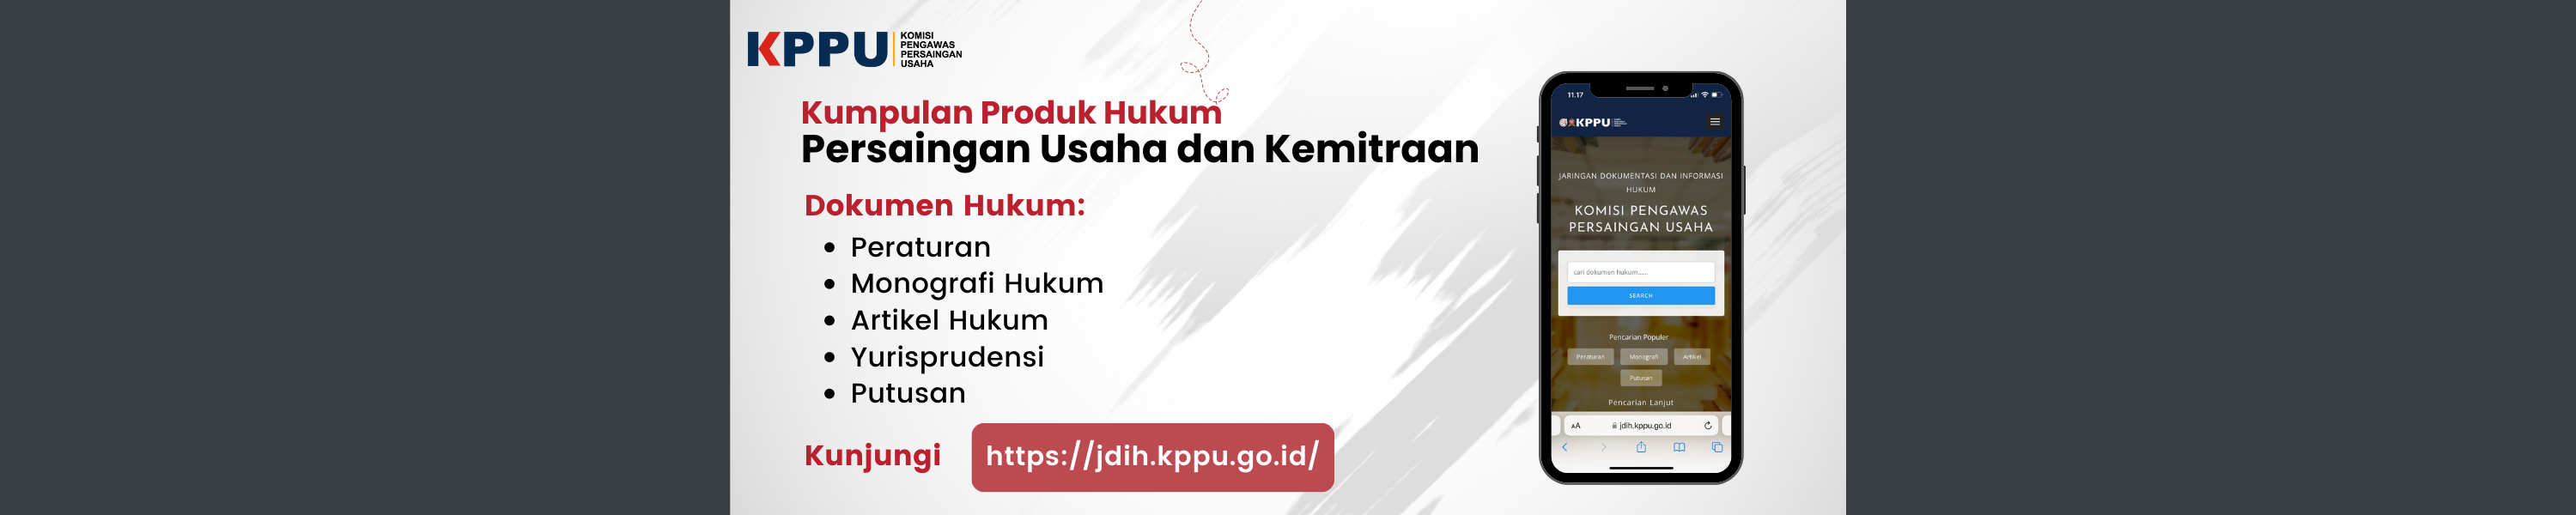 KPPU
KOMISI
PENGAWAS
PERSAINGAN
USAHA
Kumpulan Produk Hukum
Persaingan Usaha dan Kemitraan
Dokumen Hukum:
• Peraturan
• Monografi Hukum
• Artikel Hukum
• Yurisprudensi
• Putusan
Kunjungi https://jdih.kppu.go.id/
11.17
KPPU
JARINGAN DOKUMENTASI DAN INFORMASI
HUKUM
KOMISI PENGAWAS
PERSAINGAN USAHA
cari dokumen hukum......
SEARCH
Pencarian Populer
Peraturan Monografi Artikel
Putusan
Pencarian Lanjut
AA jdih.kppu.go.id